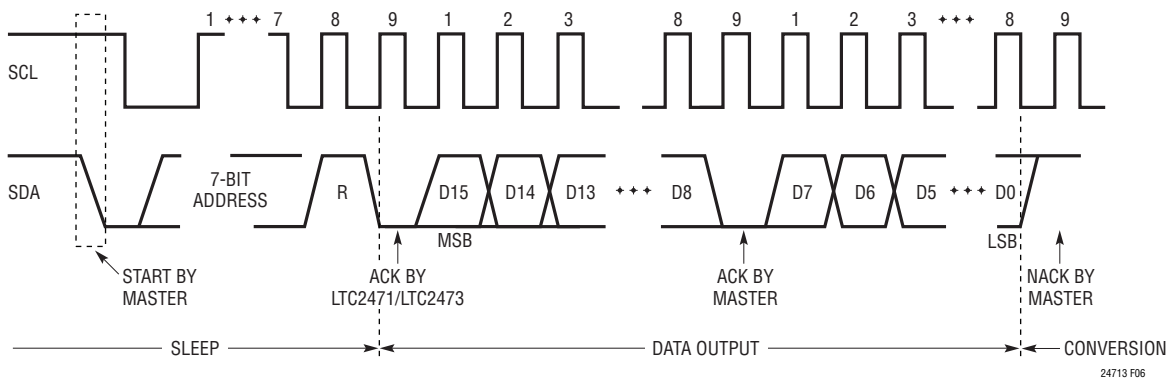 1 ✦✦✦ 7 8 9 1 2 3 8 9 1 2 3 ✦✦✦ 8 9
SCL
SDA
7-BIT
ADDRESS
R D15 D14 D13 ✦✦✦ D8 D7 D6 D5 ✦✦✦ D0
MSB LSB
START BY
MASTER
ACK BY
LTC2471/LTC2473
ACK BY
MASTER
NACK BY
MASTER
SLEEP DATA OUTPUT CONVERSION
24713 F06